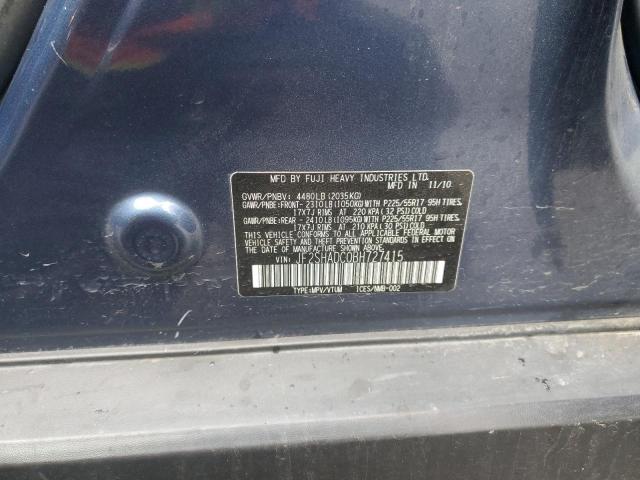 MFD BY FUJI HEAVY INDUSTRIES LTD.
MFD IN 11/10
GVWR/PNBV: 4480LB (2035KG)
GAWR/PNBE:FRONT- 2310LB(1050KG)WITH P225/55R17 95H TIRES,
17X7J RIMS AT 220 KPA( 32 PSI) COLD
GAWR/PNBE:REAR - 2410LB(1095KG)WITH P225/55R17 95H TIRES,
17X7J RIMS AT 210 KPA( 30 PSI) COLD
THIS VEHICLE CONFORMS TO ALL APPLICABLE FEDERAL MOTOR
VEHICLE SAFETY, BUMPER, AND THEFT PREVENTION
STANDARDS IN EFFECT ON THE DATE OF
MANUFACTURE SHOWN ABOVE.
VIN: JF2SHADC0BH727415
TYPE:MPV/VTUM ICES/NMB-002